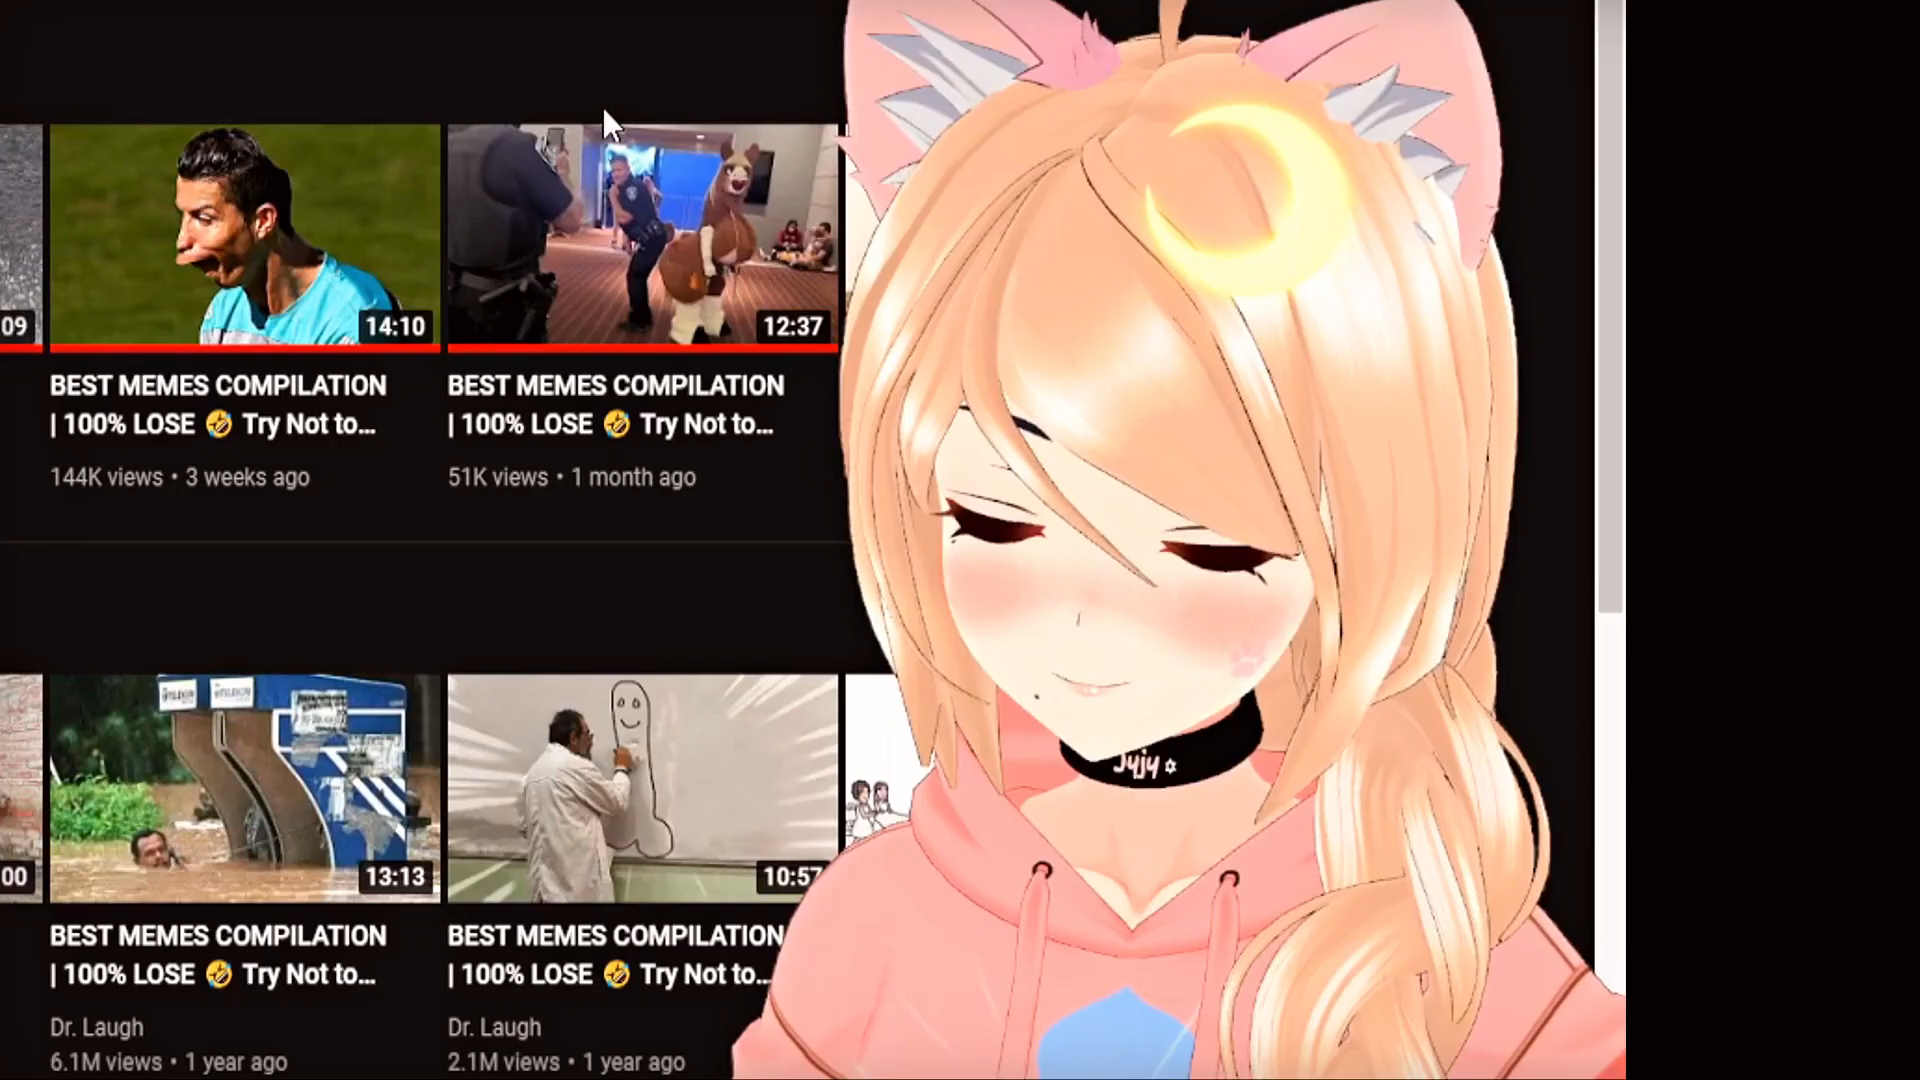 09
14:10
12:37
BEST MEMES COMPILATION
| 100% LOSE 🤣 Try Not to...
144K views • 3 weeks ago
BEST MEMES COMPILATION
| 100% LOSE 🤣 Try Not to...
51K views • 1 month ago
Jyjy ✡
00
13:13
10:57
BEST MEMES COMPILATION
| 100% LOSE 🤣 Try Not to...
Dr. Laugh
6.1M views • 1 year ago
BEST MEMES COMPILATION
| 100% LOSE 🤣 Try Not to...
Dr. Laugh
2.1M views • 1 year ago